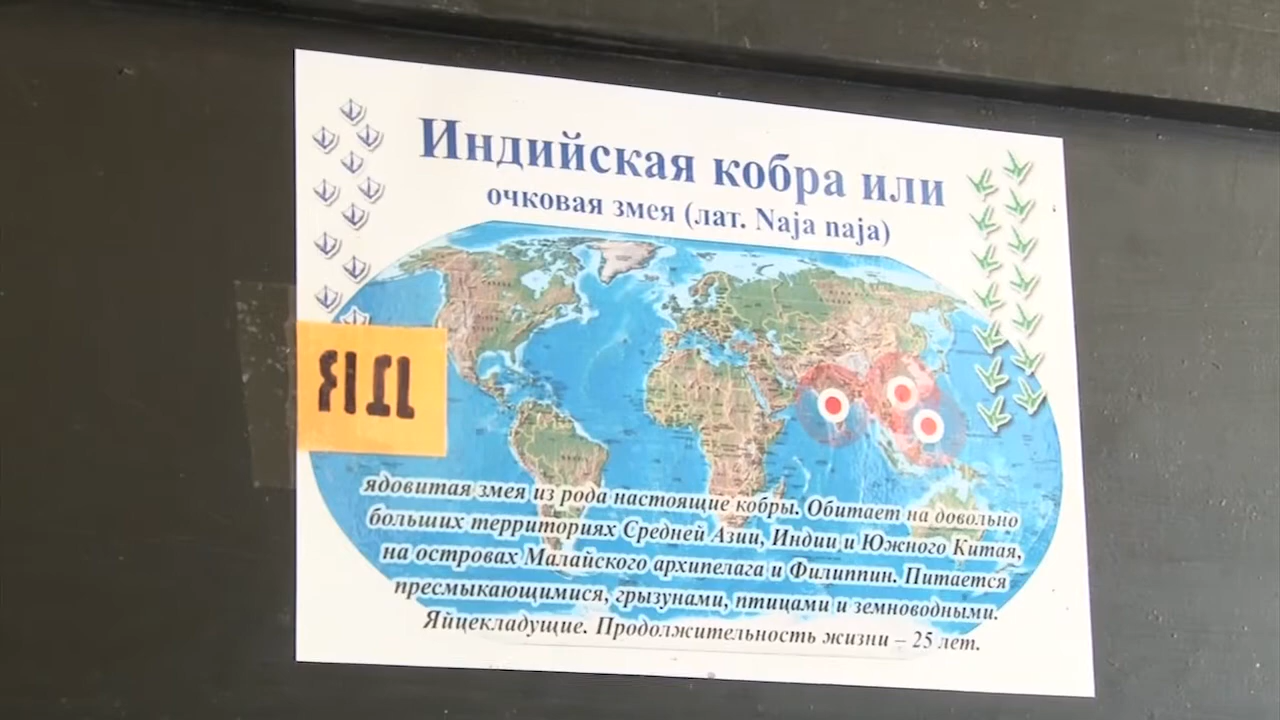 Индийская кобра или
очковая змея (лат. Naja naja)
ЯД
ядовитая змея из рода настоящие кобры. Обитает на довольно
больших территориях Средней Азии, Индии и Южного Китая,
на островах Малайского архипелага и Филиппин. Питается
пресмыкающимися, грызунами, птицами и земноводными.
Яйцекладущие. Продолжительность жизни – 25 лет.